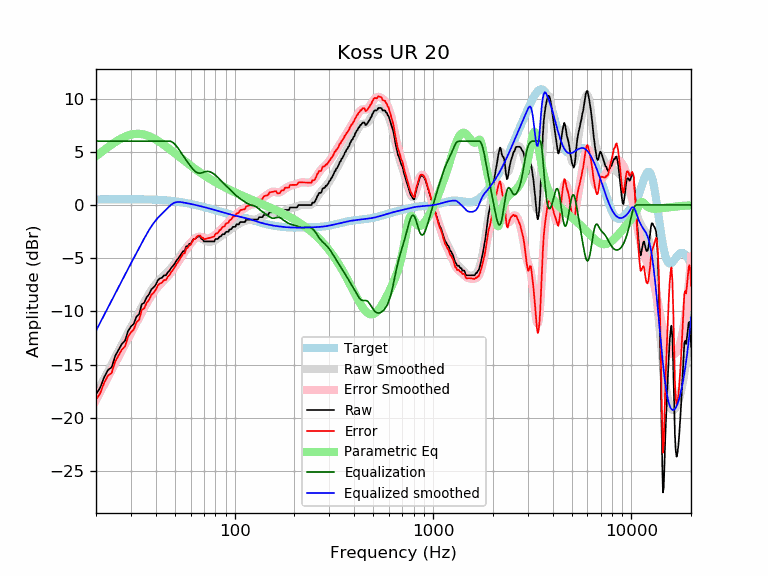 Koss UR 20
Amplitude (dBr)
10
5
0
−5
−10
−15
−20
−25
Target
Raw Smoothed
Error Smoothed
Raw
Error
Parametric Eq
Equalization
Equalized smoothed
100
1000
10000
Frequency (Hz)